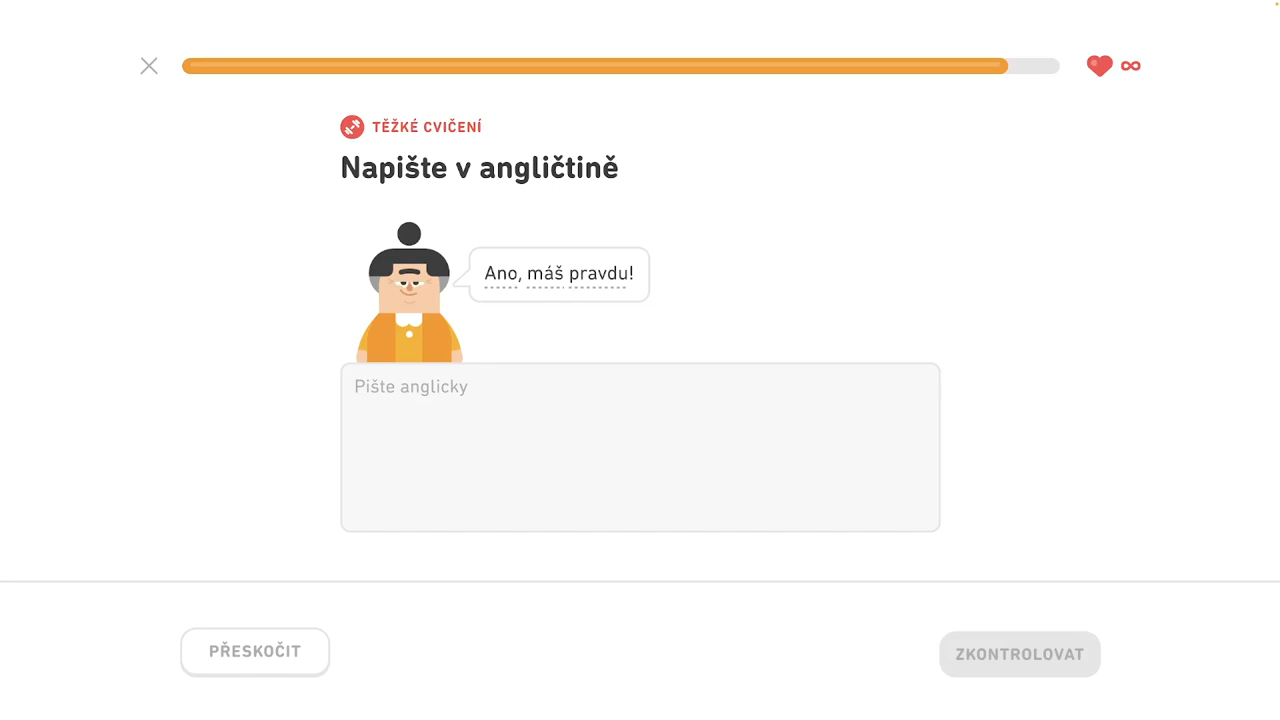 ∞
TĚŽKÉ CVIČENÍ
Napište v angličtině
Ano, máš pravdu!
Pište anglicky
PŘESKOČIT
ZKONTROLOVAT